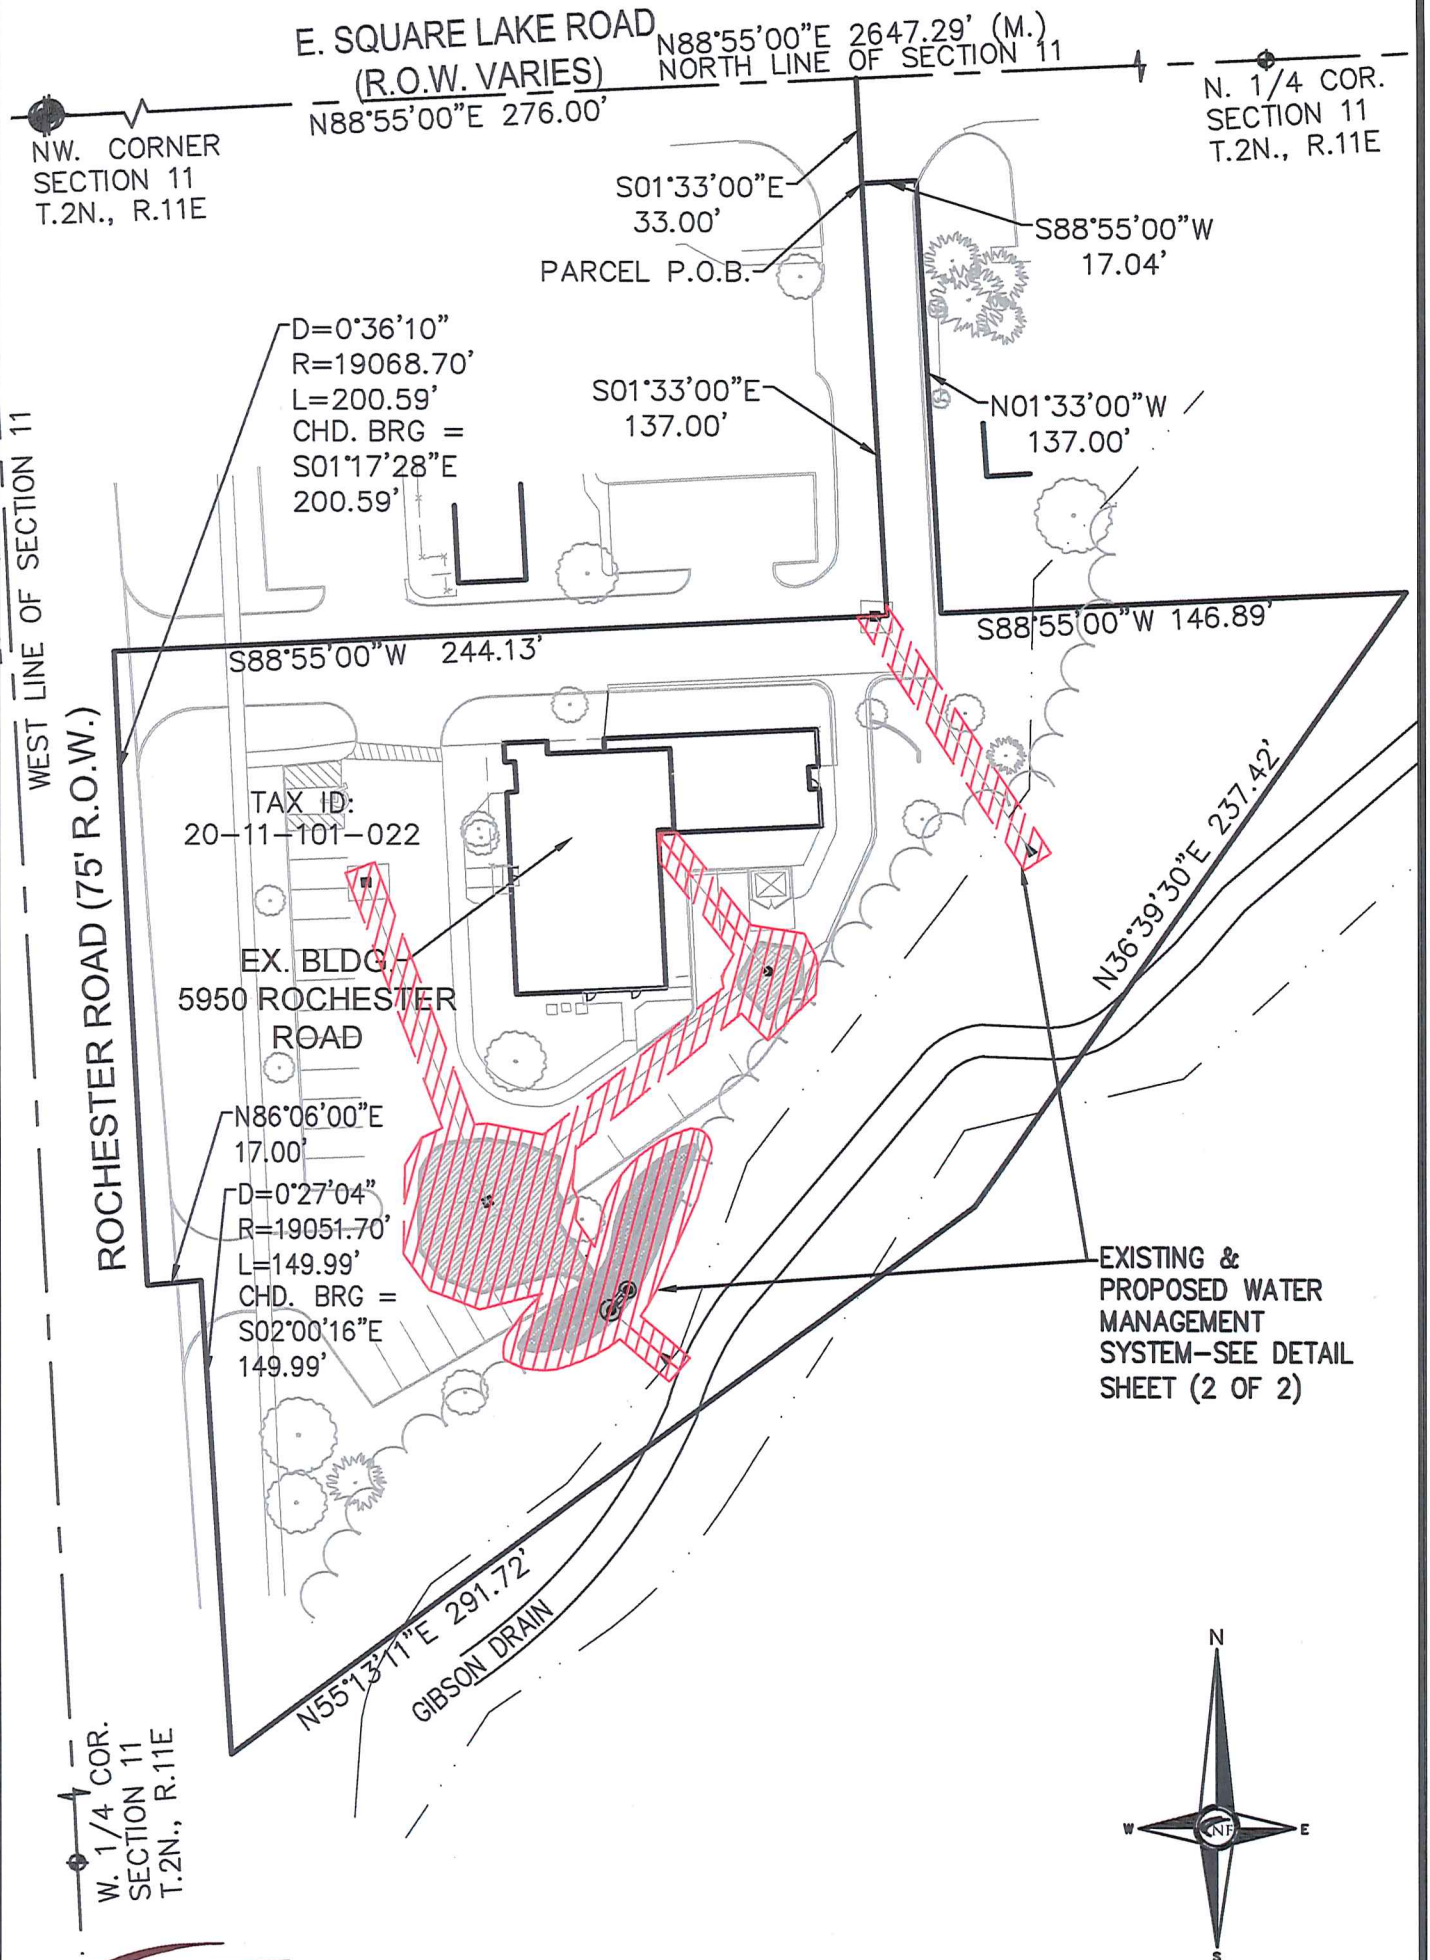 E. SQUARE LAKE ROAD
(R.O.W. VARIES)
N88°55'00"E 2647.29' (M.)
NORTH LINE OF SECTION 11
N88°55'00"E 276.00'
NW. CORNER
SECTION 11
T.2N., R.11E
N. 1/4 COR.
SECTION 11
T.2N., R.11E
S01°33'00"E
33.00'
S88°55'00"W
17.04'
PARCEL P.O.B.
D=0°36'10"
R=19068.70'
L=200.59'
CHD. BRG =
S01°17'28"E
200.59'
S01°33'00"E
137.00'
N01°33'00"W
137.00'
WEST LINE OF SECTION 11
S88°55'00"W 244.13'
S88°55'00"W 146.89'
ROCHESTER ROAD (75' R.O.W.)
TAX ID:
20-11-101-022
N36°39'30"E 237.42'
EX. BLDG.
5950 ROCHESTER
ROAD
N86°06'00"E
17.00'
D=0°27'04"
R=19051.70'
L=149.99'
CHD. BRG =
S02°00'16"E
149.99'
EXISTING &
PROPOSED WATER
MANAGEMENT
SYSTEM-SEE DETAIL
SHEET (2 OF 2)
N55°13'11"E 291.72'
GIBSON DRAIN
W. 1/4 COR.
SECTION 11
T.2N., R.11E
N
W
NF
E
S